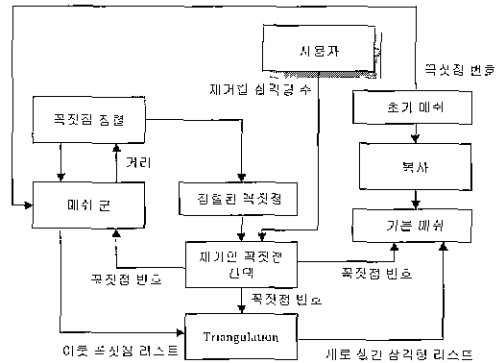 사용자
꼭짓점 번호
제거될 삼각형 수
초기 메쉬
꼭짓점 정렬
거리
복사
메쉬 군
정렬된 꼭짓점
기본 메쉬
제거될 꼭짓점
선택
꼭짓점 번호
꼭짓점 번호
꼭짓점 번호
Triangulation
이웃 꼭짓점 리스트
새로 생긴 삼각형 리스트